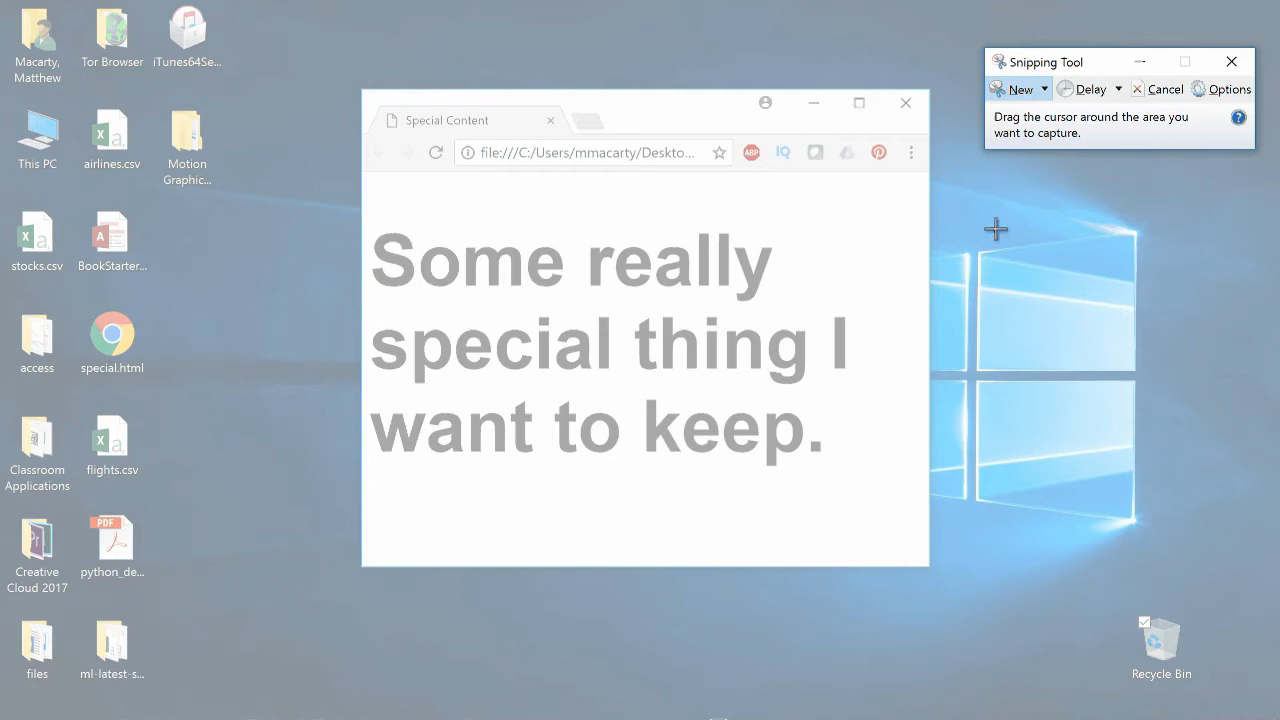 Macarty,
Matthew
Tor Browser
iTunes64Se...
This PC
airlines.csv
Motion
Graphic...
stocks.csv
BookStarter...
access
special.html
Classroom
Applications
flights.csv
PDF
Creative
Cloud 2017
python_de...
files
ml-latest-s...
Special Content
file:///C:/Users/mmacarty/Deskto...
ABP
IQ
Some really
special thing I
want to keep.
Snipping Tool
New
Delay
Cancel
Options
Drag the cursor around the area you
want to capture.
Recycle Bin